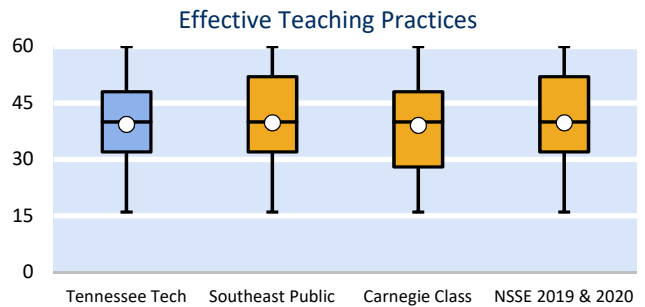 Effective Teaching Practices
60
45
30
15
0
Tennessee Tech Southeast Public Carnegie Class NSSE 2019 & 2020